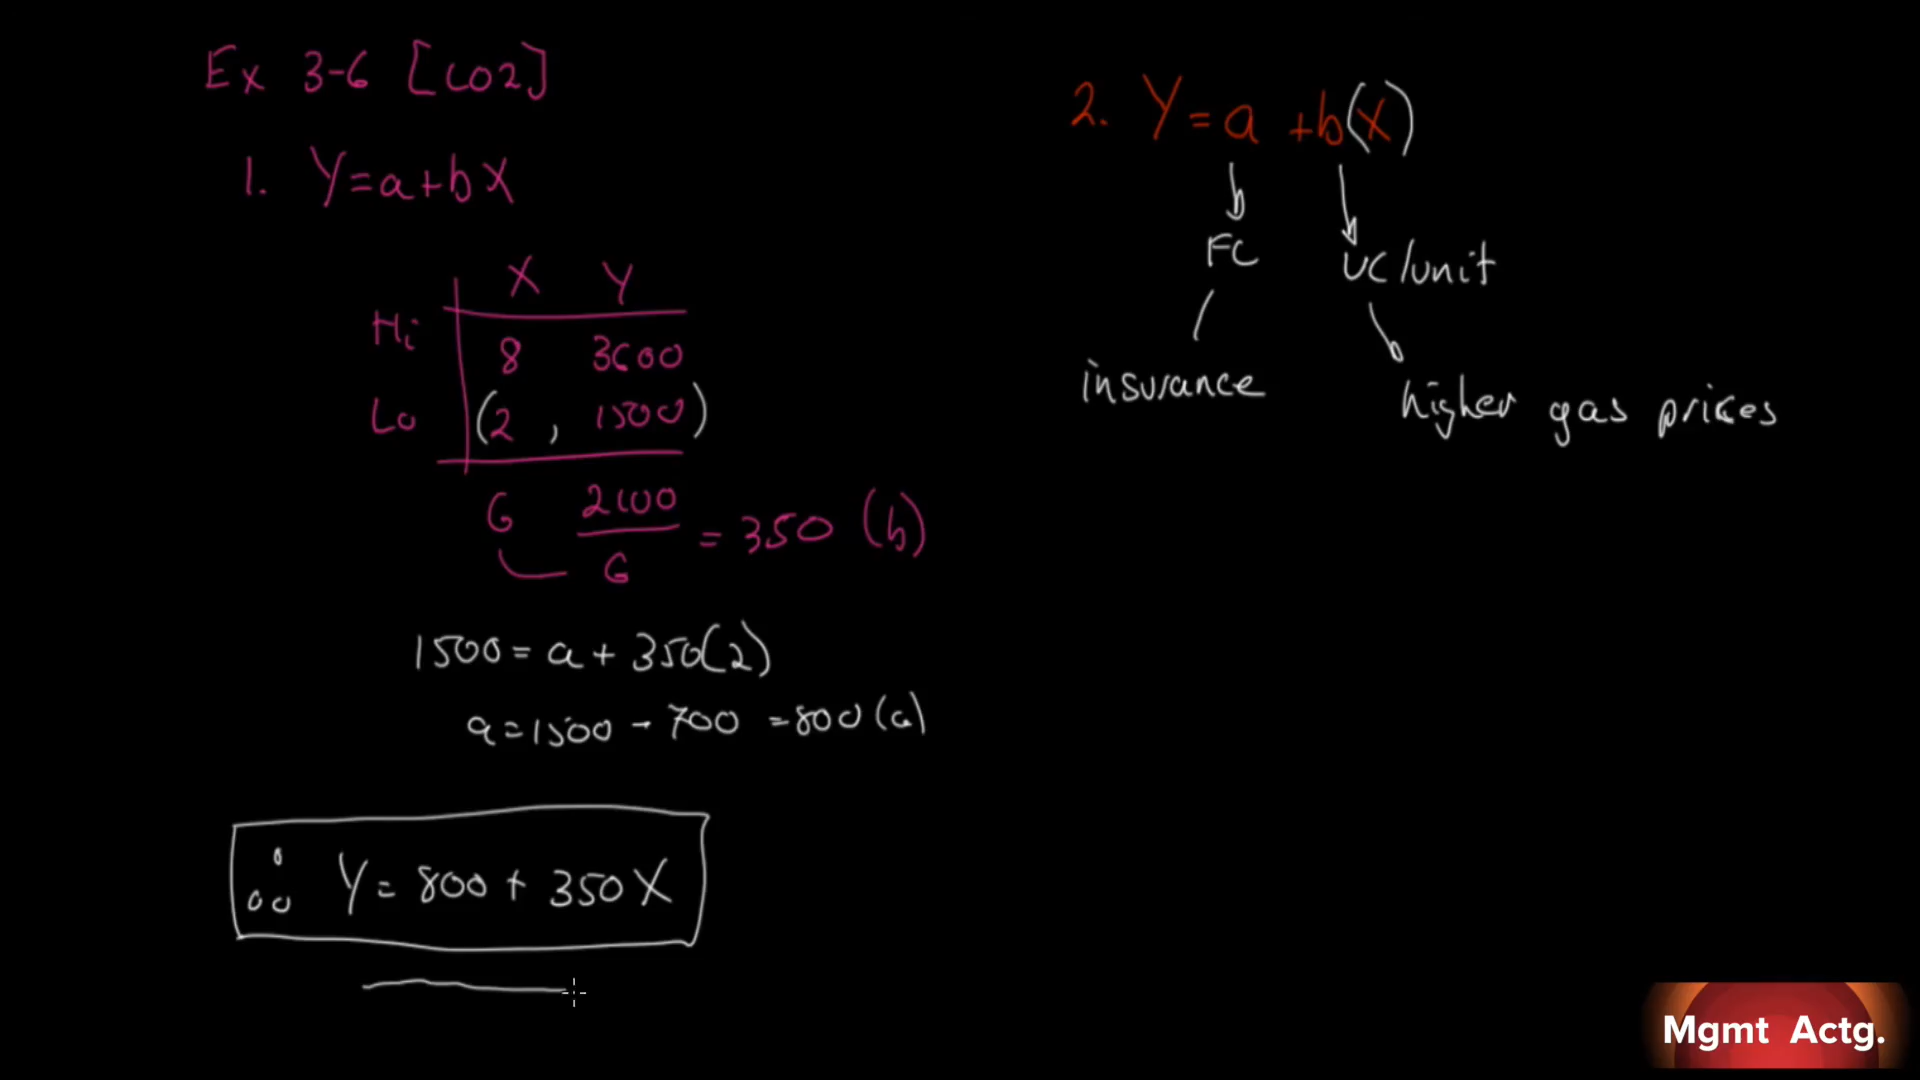 Ex 3-6 [LO2]
1. Y=a+bX
X Y
Hi 8 3600
Lo (2 , 1500)
6 2100
6
= 350 (b)
1500 = a + 350(2)
a = 1500 - 700 = 800 (a)
∴ Y = 800 + 350X
2. Y = a + b(X)
FC VC/unit
insurance
higher gas prices
Mgmt Actg.